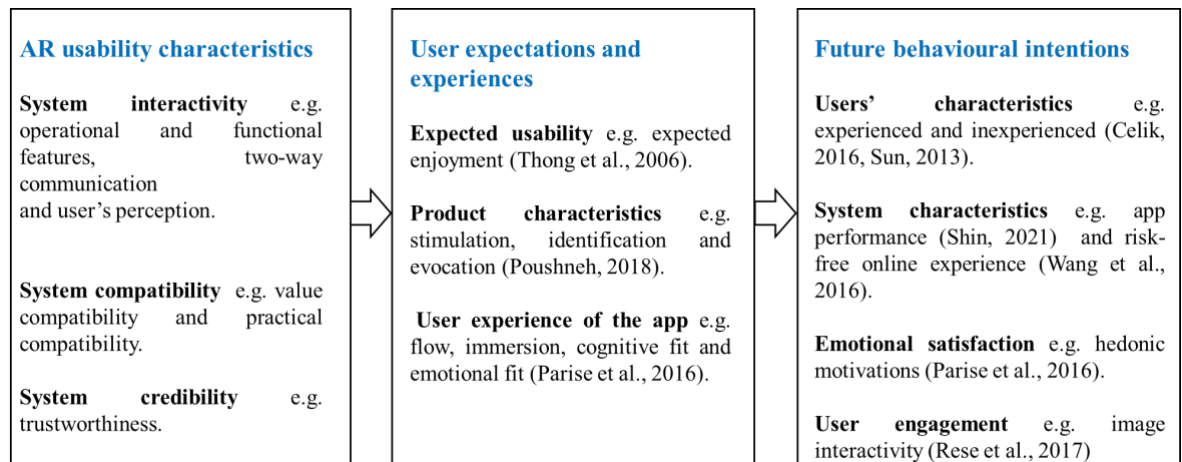 AR usability characteristics
System interactivity e.g.
operational and functional
features, two-way
communication
and user's perception.
System compatibility e.g. value
compatibility and practical
compatibility.
System credibility e.g.
trustworthiness.
User expectations and
experiences
Expected usability e.g. expected
enjoyment (Thong et al., 2006).
Product characteristics e.g.
stimulation, identification and
evocation (Poushneh, 2018).
User experience of the app e.g.
flow, immersion, cognitive fit and
emotional fit (Parise et al., 2016).
Future behavioural intentions
Users' characteristics e.g.
experienced and inexperienced (Celik,
2016, Sun, 2013).
System characteristics e.g. app
performance (Shin, 2021) and risk-
free online experience (Wang et al.,
2016).
Emotional satisfaction e.g. hedonic
motivations (Parise et al., 2016).
User engagement e.g. image
interactivity (Rese et al., 2017)